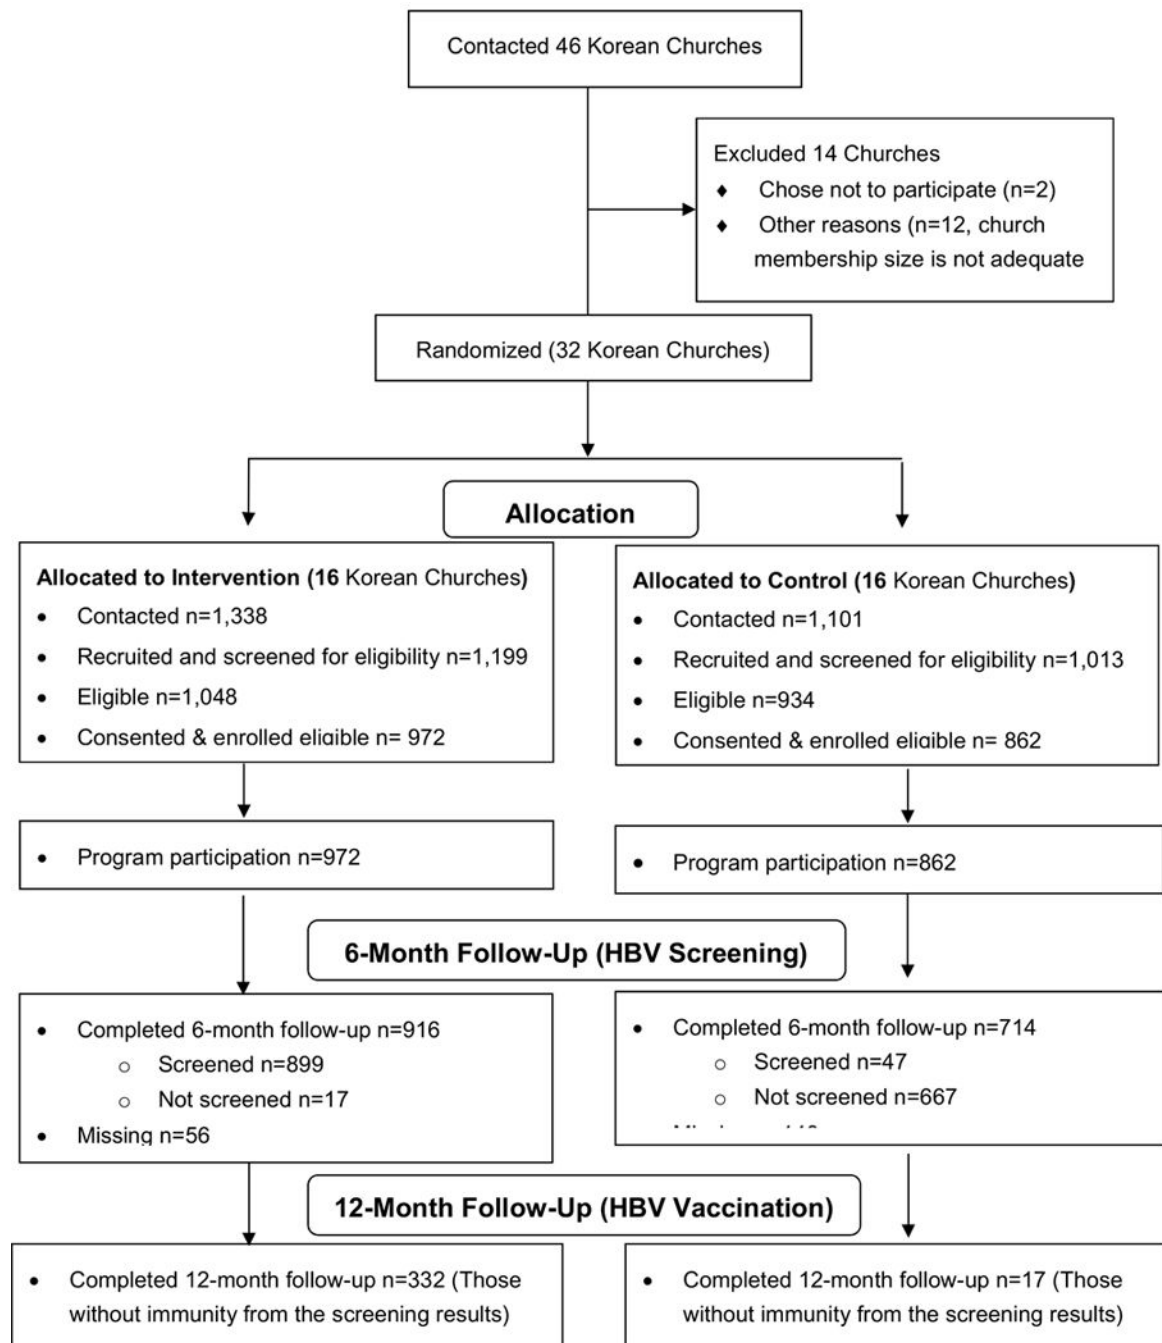 Contacted 46 Korean Churches
Excluded 14 Churches
♦ Chose not to participate (n=2)
♦ Other reasons (n=12, church
membership size is not adequate
Randomized (32 Korean Churches)
Allocation
Allocated to Intervention (16 Korean Churches)
• Contacted n=1,338
• Recruited and screened for eligibility n=1,199
• Eligible n=1,048
• Consented & enrolled eligible n= 972
Allocated to Control (16 Korean Churches)
• Contacted n=1,101
• Recruited and screened for eligibility n=1,013
• Eligible n=934
• Consented & enrolled eligible n= 862
• Program participation n=972
• Program participation n=862
6-Month Follow-Up (HBV Screening)
• Completed 6-month follow-up n=916
o Screened n=899
o Not screened n=17
• Missing n=56
• Completed 6-month follow-up n=714
o Screened n=47
o Not screened n=667
12-Month Follow-Up (HBV Vaccination)
• Completed 12-month follow-up n=332 (Those
without immunity from the screening results)
• Completed 12-month follow-up n=17 (Those
without immunity from the screening results)